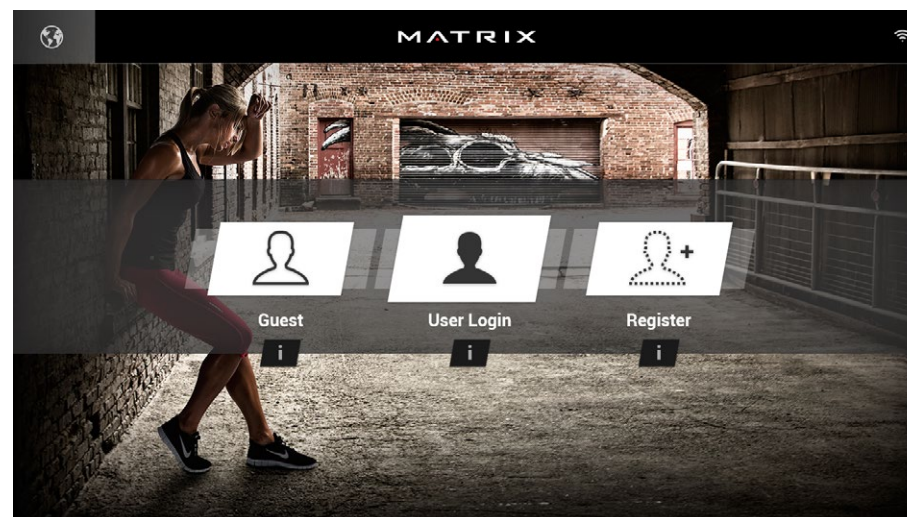 MATRIX
Guest
User Login
Register
i
i
i